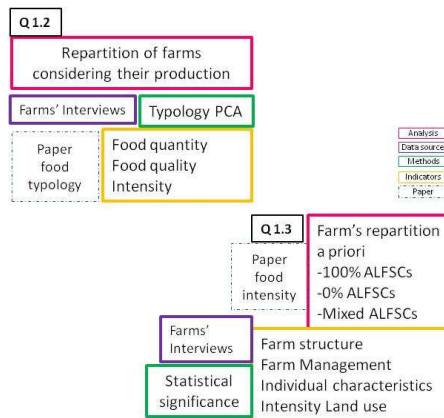 Q 1.2
Repartition of farms
considering their production
Farms' Interviews
Typology PCA
Paper
food
typology
Food quantity
Food quality
Intensity
Analysis
Data source
Methods
Indicators
Paper
Q 1.3
Paper
food
intensity
Farm's repartition
a priori
-100% ALFSCs
-0% ALFSCs
-Mixed ALFSCs
Farms'
Interviews
Statistical
significance
Farm structure
Farm Management
Individual characteristics
Intensity Land use